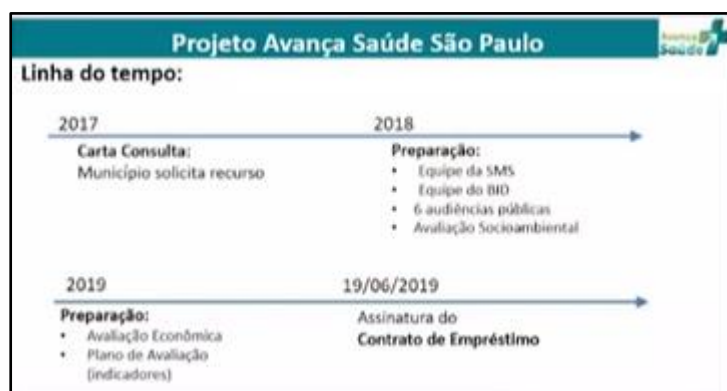 Projeto Avança Saúde São Paulo
Avança
Saúde
Linha do tempo:
2017
Carta Consulta:
Município solicita recurso
2018
Preparação:
• Equipe da SMS
• Equipe do BID
• 6 audiências públicas
• Avaliação Socioambiental
2019
Preparação:
• Avaliação Econômica
• Plano de Avaliação
(indicadores)
19/06/2019
Assinatura do
Contrato de Empréstimo